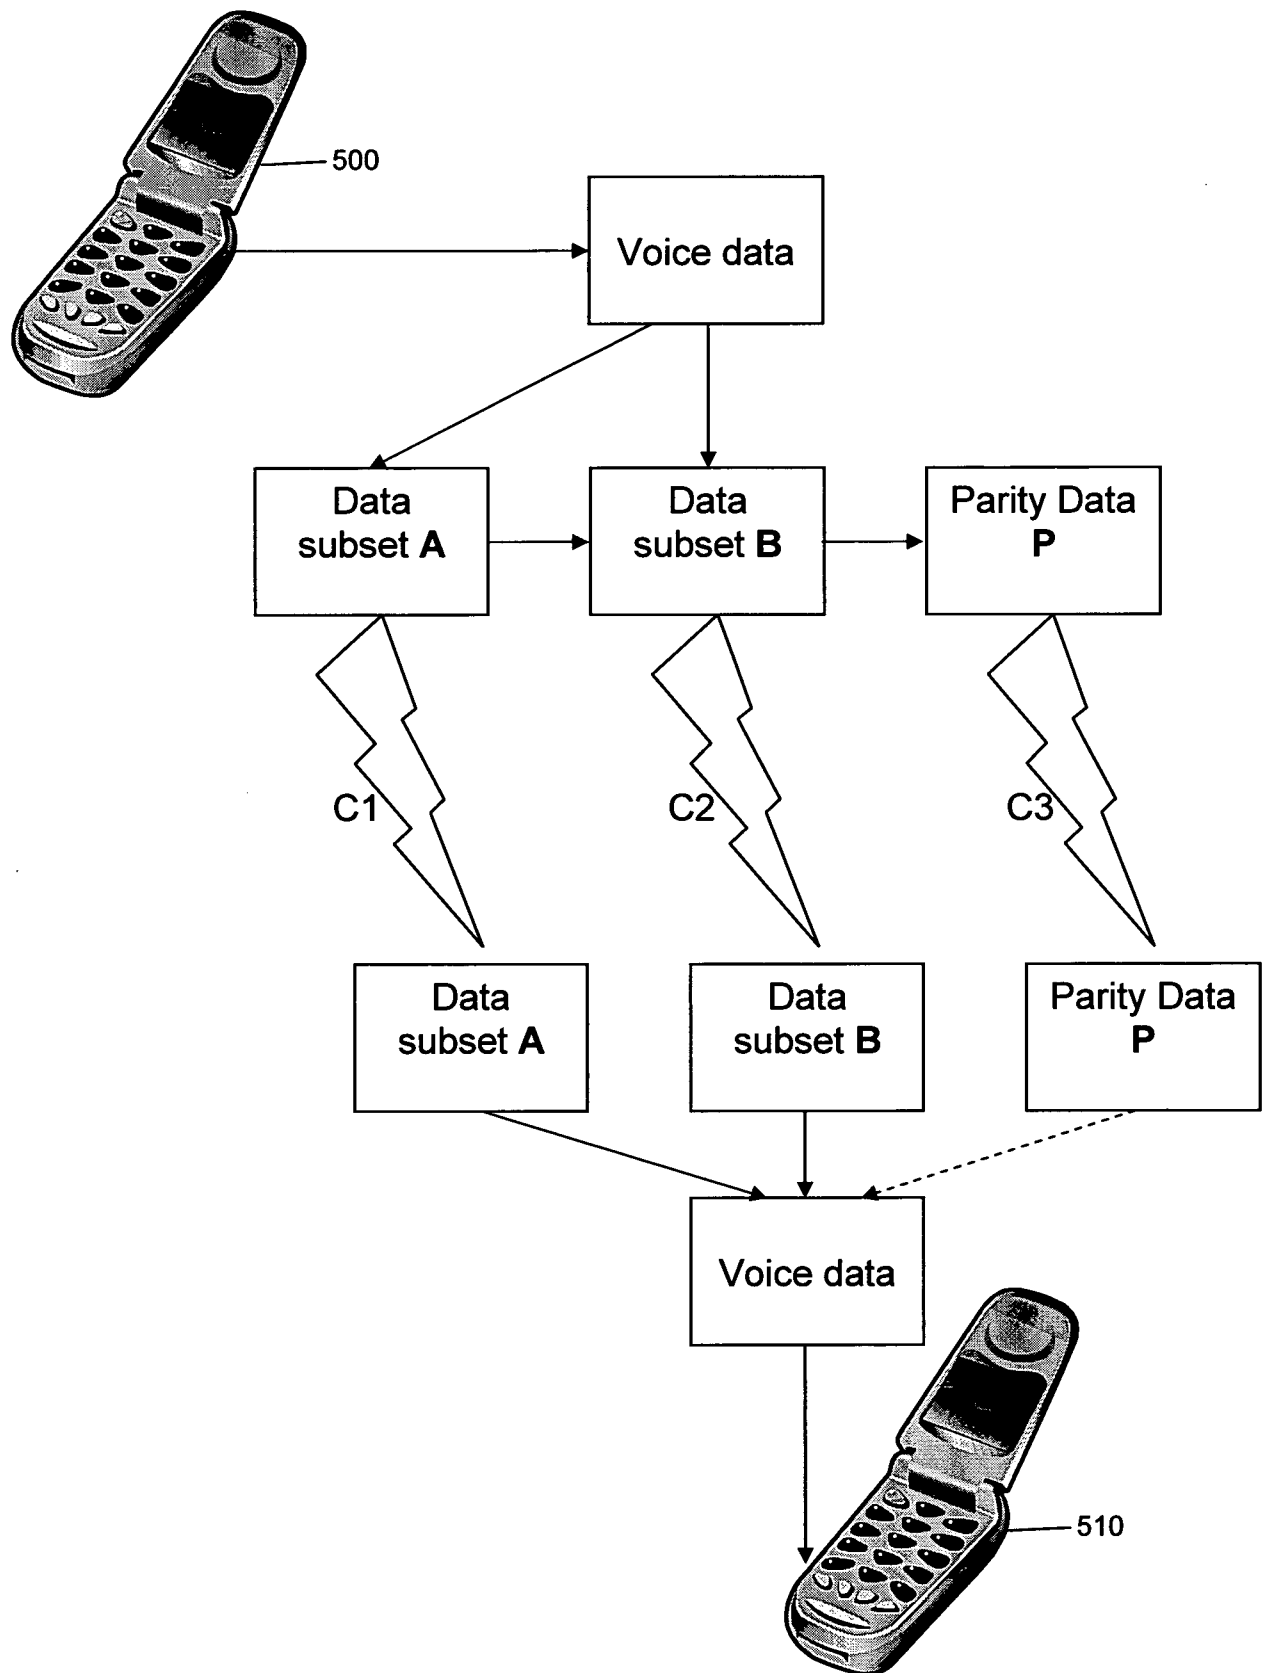 500
Voice data
Data
subset A
Data
subset B
Parity Data
P
C1
C2
C3
Data
subset A
Data
subset B
Parity Data
P
Voice data
510